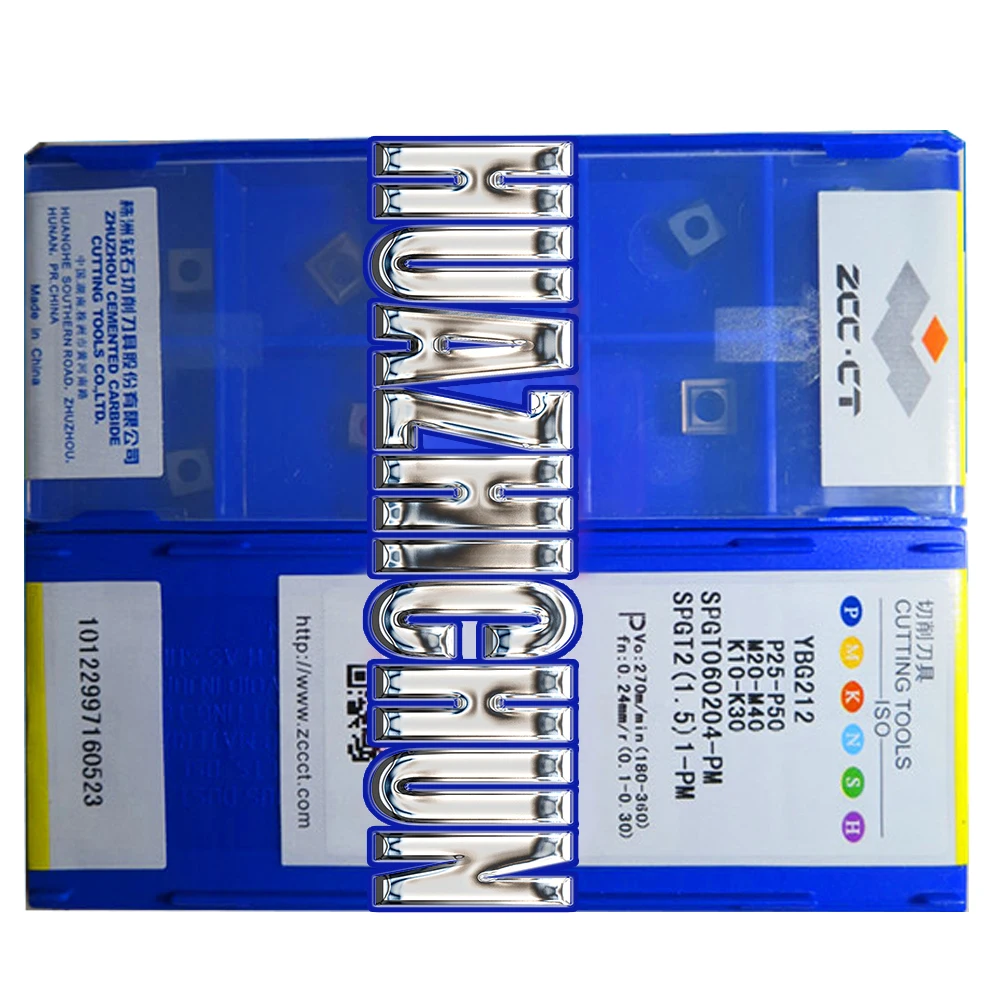 HUAZHICHUN
株洲钻石切削刀具股份有限公司
ZHUZHOU CEMENTED CARBIDE
CUTTING TOOLS CO.,LTD.
中国湖南株洲市黄河南路
HUANGHE SOUTHERN ROAD, ZHUZHOU,
HUNAN, PR.CHINA
Made in China
ZCC·CT
切削刀具
CUTTING TOOLS
ISO
P M K N S H
YBG212
P25-P50
M20-M40
K10-K30
SPGT060204-PM
SPGT2(1.5)1-PM
P Vo:270m/min(180-360)
fn:0.24mm/r(0.1-0.30)
http://www.zccct.com
1012299716​0523